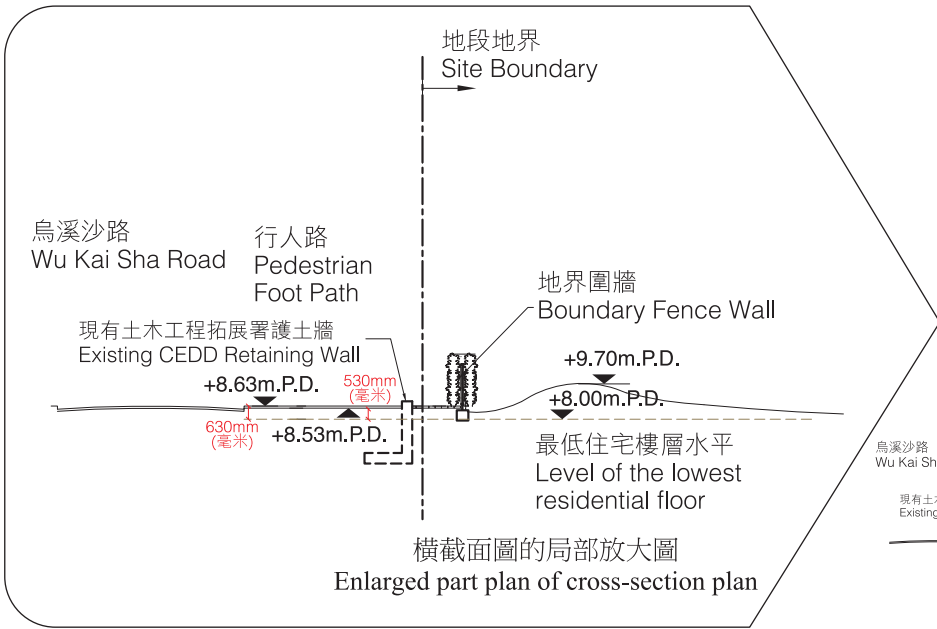 地段地界
Site Boundary
烏溪沙路
Wu Kai Sha Road
行人路
Pedestrian
Foot Path
地界圍牆
Boundary Fence Wall
現有土木工程拓展署護土牆
Existing CEDD Retaining Wall
+8.63m.P.D.
530mm
(毫米)
+9.70m.P.D.
+8.00m.P.D.
630mm
(毫米)
+8.53m.P.D.
最低住宅樓層水平
Level of the lowest
residential floor
橫截面圖的局部放大圖
Enlarged part plan of cross-section plan
烏溪沙路
Wu Kai Sh
現有土
Existing